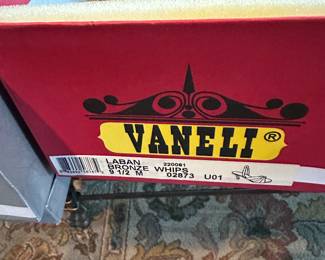 VANELI®
LABAN 220061
BRONZE WHIPS
9 1/2 M 02873 U01